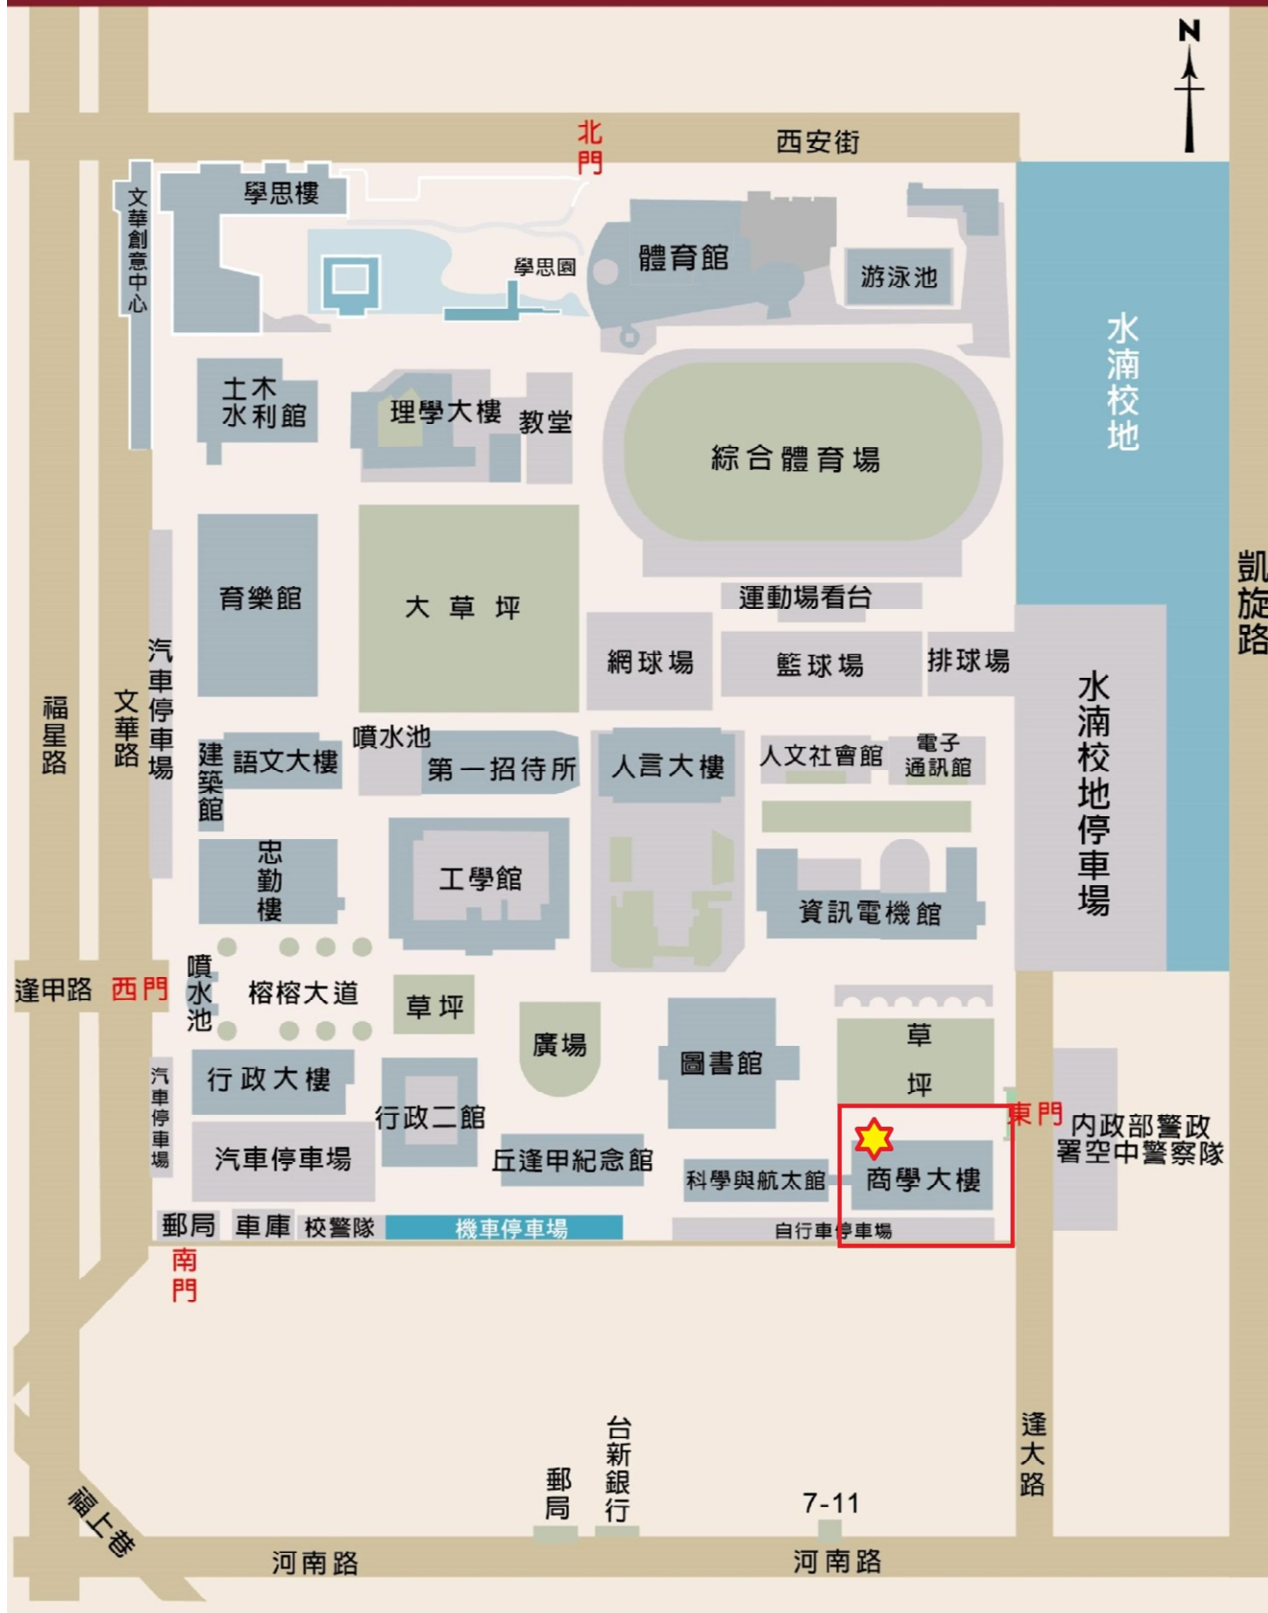 N
北
門
西安街
學思樓
文華創意中心
學思園
體育館
游泳池
水湳校地
土木
水利館
理學大樓
教堂
綜合體育場
凱旋路
育樂館
大草坪
運動場看台
網球場
籃球場
排球場
汽車停車場
文華路
福星路
水湳校地停車場
建築館
語文大樓
噴水池
第一招待所
人言大樓
人文社會館
電子
通訊館
忠勤樓
工學館
資訊電機館
逢甲路
西門
噴水池
榕榕大道
草坪
廣場
圖書館
草
坪
行政大樓
行政二館
汽車停車場
東門
內政部警政
署空中警察隊
汽車停車場
丘逢甲紀念館
科學與航太館
商學大樓
郵局
車庫
校警隊
機車停車場
自行車停車場
南
門
逢大路
台新銀行
郵局
7-11
福上巷
河南路
河南路